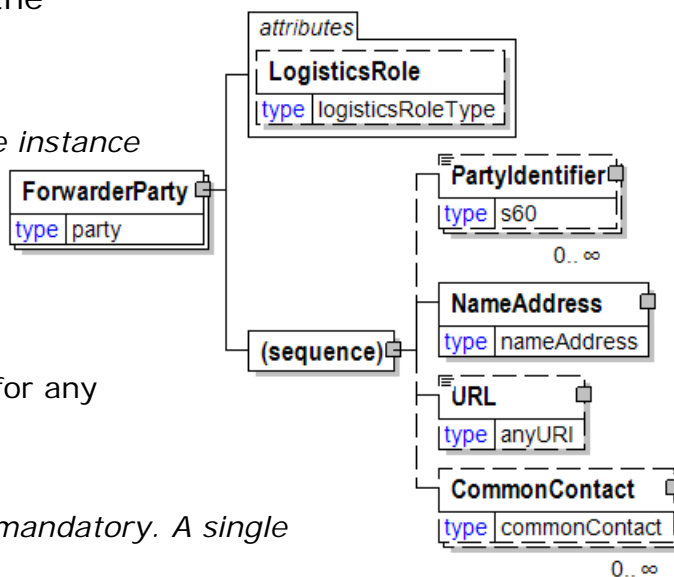 the
attributes
LogisticsRole
type logisticsRoleType
e instance
ForwarderParty
type party
PartyIdentifier
type s60
0.. ∞
NameAddress
type nameAddress
(sequence)
for any
URL
type anyURI
CommonContact
type commonContact
mandatory. A single
0.. ∞